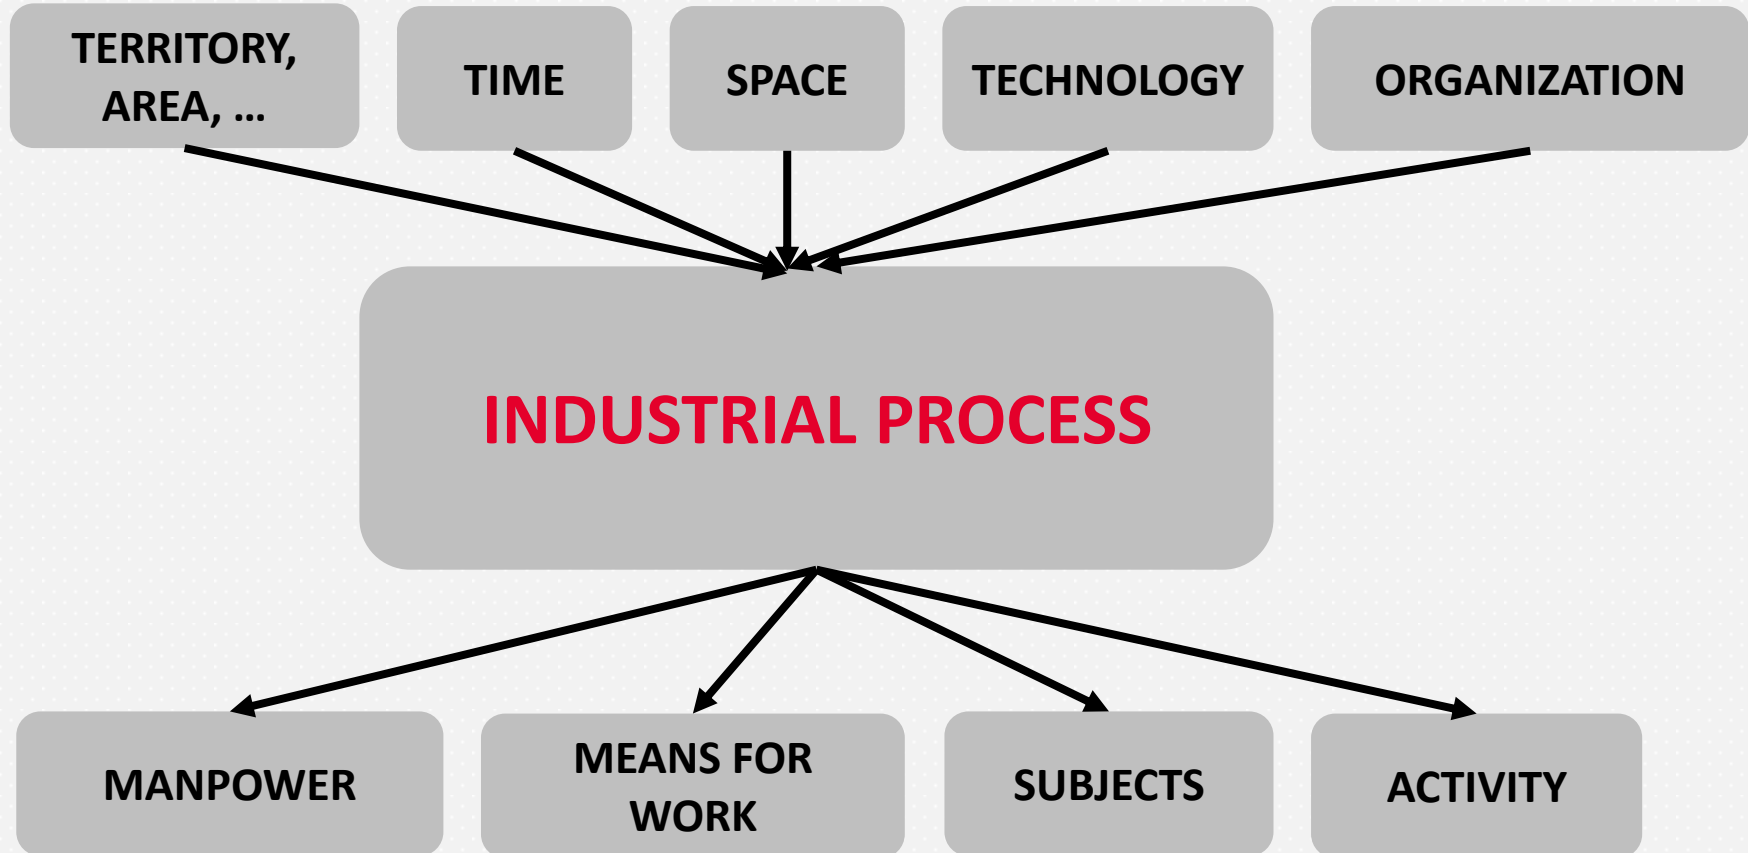 TERRITORY,
AREA, ...
TIME
SPACE
TECHNOLOGY
ORGANIZATION
INDUSTRIAL PROCESS
MANPOWER
MEANS FOR
WORK
SUBJECTS
ACTIVITY